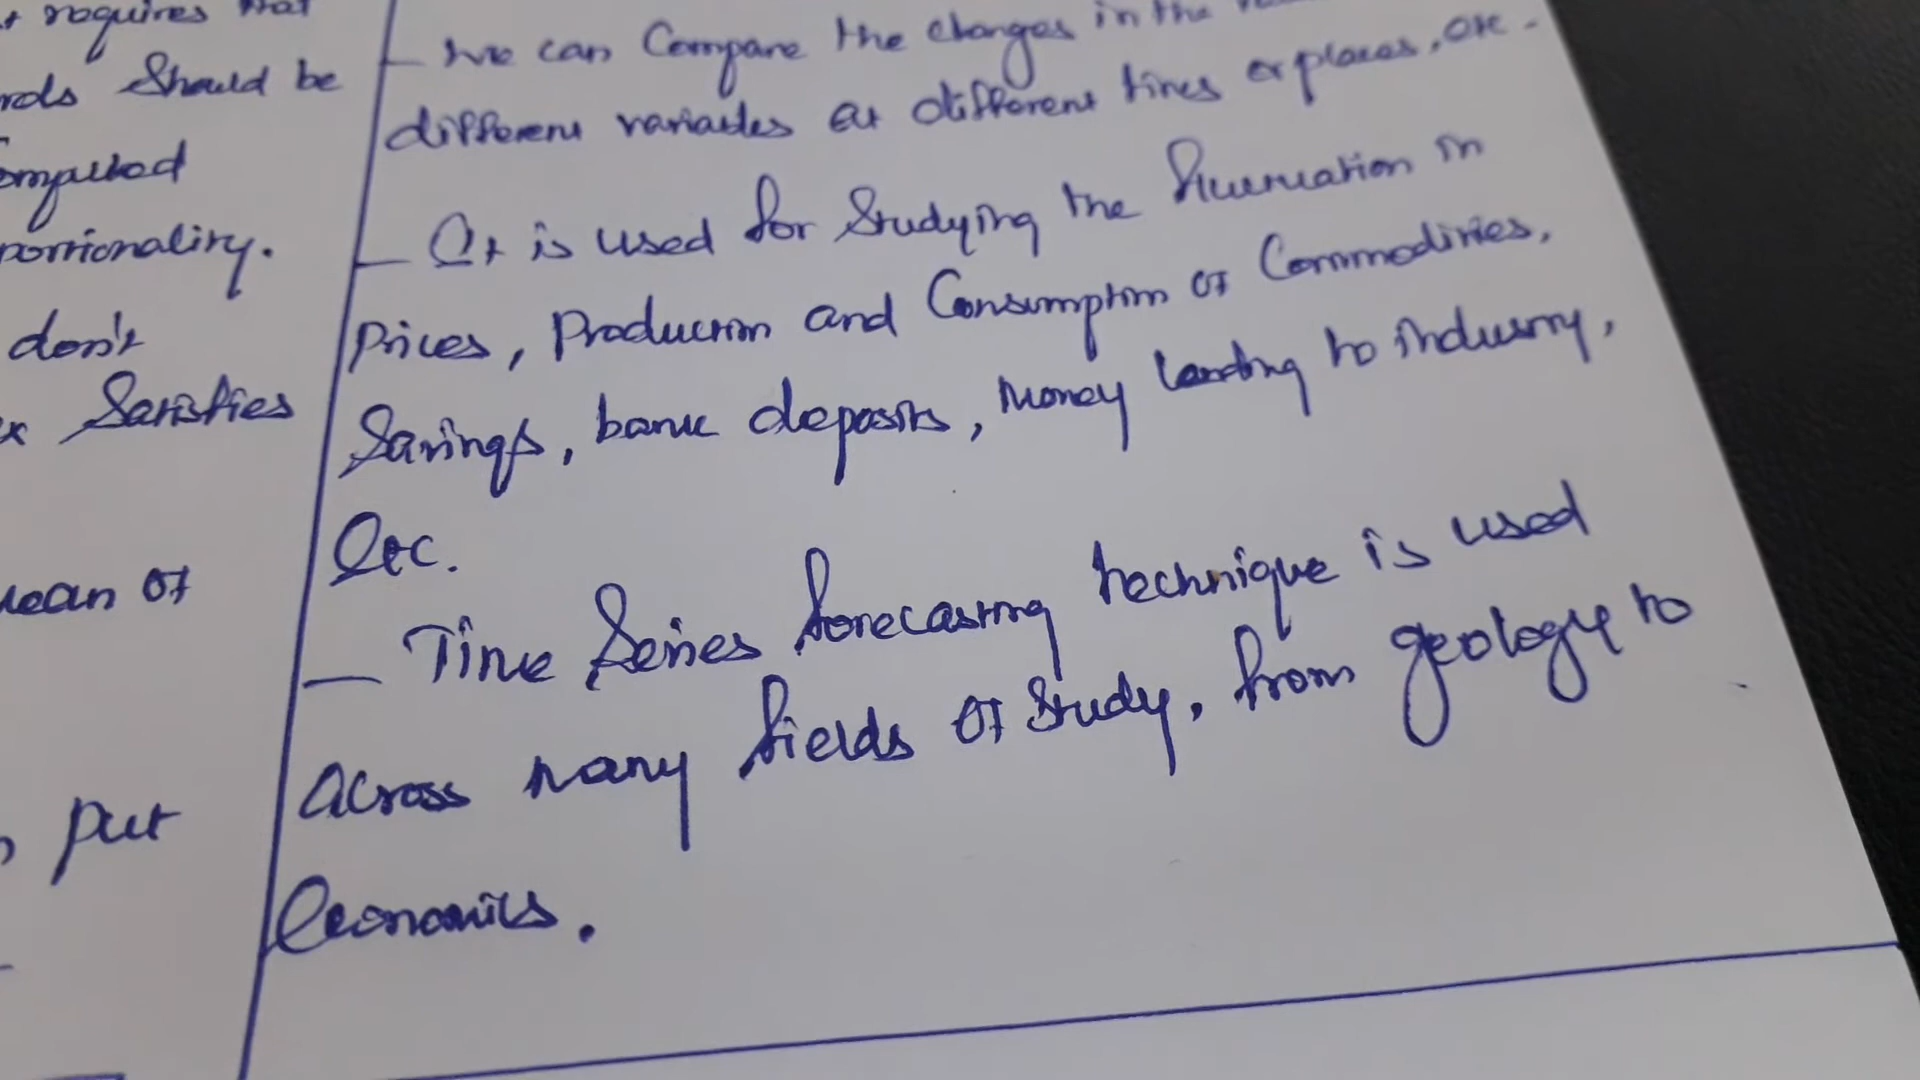 requires that
should be
don't
Satisfies
mean of
put
- we can Compare the changes in the
different variables at different times or places, etc.
- It is used for Studying the fluctuation in
Prices, Production and Consumption of Commodities,
Savings, bank deposits, money lending to industry,
Etc.
- Time Series forecasting technique is used
across many fields of study, from geology to
Economics.